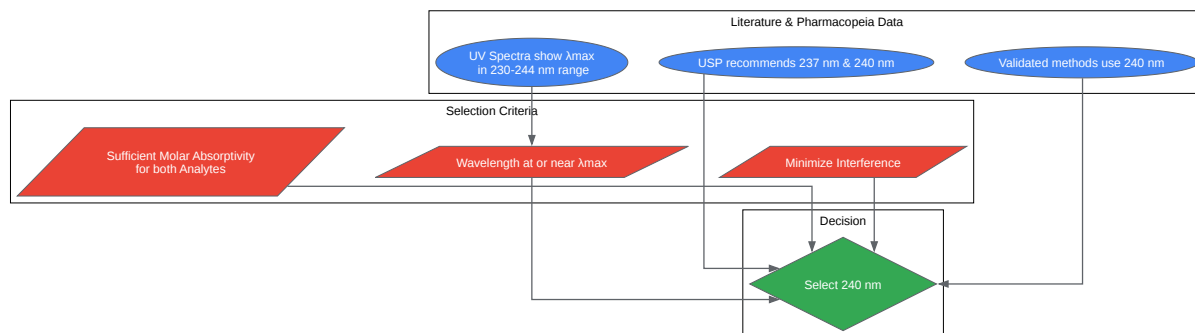 Literature & Pharmacopeia Data
UV Spectra show λmax
in 230-244 nm range
USP recommends 237 nm & 240 nm
Validated methods use 240 nm
Selection Criteria
Sufficient Molar Absorptivity
for both Analytes
Wavelength at or near λmax
Minimize Interference
Decision
Select 240 nm